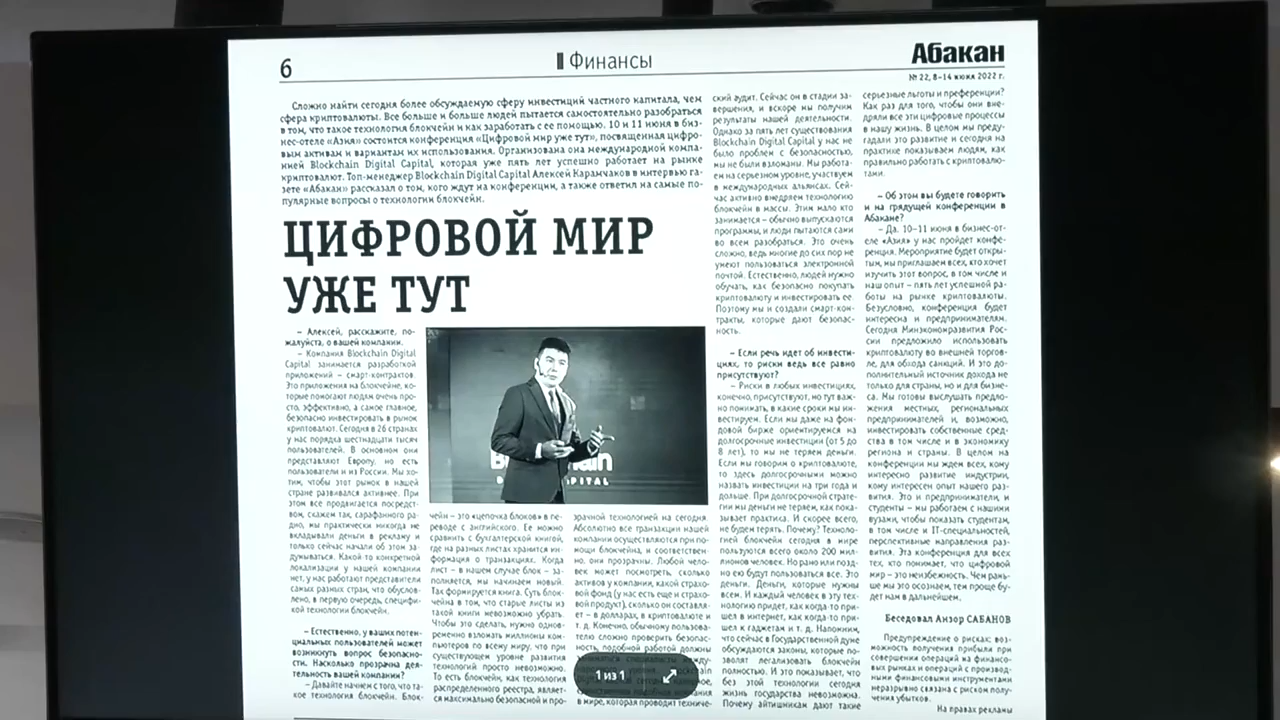 6
Финансы
Абакан
№ 22, 8–14 июня 2022 г.
Сложно найти сегодня более обсуждаемую сферу инвестиций частного капитала, чем
сфера криптовалюты. Все больше и больше людей пытается самостоятельно разобраться
в том, что такое технология блокчейн и как заработать с ее помощью. 10 и 11 июня в биз-
нес-отеле «Азия» состоится конференция «Цифровой мир уже тут», посвященная цифро-
вым активам и вариантам их использования. Организована она международной компа-
нией Blockchain Digital Capital, которая уже пять лет успешно работает на рынке
криптовалют. Топ-менеджер Blockchain Digital Capital Алексей Карамчаков в интервью га-
зете «Абакан» рассказал о том, кого ждут на конференции, а также ответил на самые по-
пулярные вопросы о технологии блокчейн.
ЦИФРОВОЙ МИР
УЖЕ ТУТ
– Алексей, расскажите, по-
жалуйста, о вашей компании.
– Компания Blockchain Digital
Capital занимается разработкой
приложений – смарт-контрактов.
Это приложения на блокчейне, ко-
торые помогают людям очень про-
сто, эффективно, а самое главное,
безопасно инвестировать в рынок
криптовалют. Сегодня в 26 странах
у нас порядка шестнадцати тысяч
пользователей. В основном они
представляют Европу, но есть
пользователи и из России. Мы хо-
тим, чтобы этот рынок в нашей
стране развивался активнее. При
этом все продвигается посредст-
вом, скажем так, сарафанного ра-
дио, мы практически никогда не
вкладывали деньги в рекламу и
только сейчас начали об этом за-
думываться. Какой то конкретной
локализации у нашей компании
нет, у нас работают представители
самых разных стран, что обуслов-
лено, в первую очередь, специфи-
кой технологии блокчейн.
– Естественно, у ваших потен-
циальных пользователей может
возникнуть вопрос безопасно-
сти. Насколько прозрачна дея-
тельность вашей компании?
– Давайте начнем с того, что та-
кое технология блокчейн. Блок-
чейн – это «цепочка блоков» в пе-
реводе с английского. Ее можно
сравнить с бухгалтерской книгой,
где на разных листах хранится ин-
формация о транзакциях. Когда
лист – в нашем случае блок – за-
полняется, мы начинаем новый.
Так формируется книга. Суть блок-
чейна в том, что старые листы из
такой книги невозможно убрать.
Чтобы это сделать, нужно одно-
временно взломать миллионы ком-
пьютеров по всему миру, что при
существующем уровне развития
технологий просто невозможно.
То есть блокчейн, как технология
распределенного реестра, являет-
ся максимально безопасной и про-
зрачной технологией на сегодня.
Абсолютно все транзакции нашей
компании осуществляются при по-
мощи блокчейна, и соответствен-
но, они прозрачны. Любой чело-
век может посмотреть, сколько
активов у компании, какой страхо-
вой фонд (у нас есть еще и страхо-
вой продукт), сколько он составля-
ет – в долларах, в криптовалюте и
т. д. Конечно, обычному пользова-
телю сложно проверить безопас-
ность, подобной работой должны
заниматься специалисты
в мире, которая проводит техниче-
1 из 1
Blockchain
DIGITAL CAPITAL
ский аудит. Сейчас он в стадии за-
вершения, и вскоре мы получим
результаты нашей деятельности.
Однако за пять лет существования
Blockchain Digital Capital у нас не
было проблем с безопасностью,
мы не были взломаны. Мы работа-
ем на серьезном уровне, участвуем
в международных альянсах. Сей-
час активно внедряем технологию
блокчейн в массы. Этим мало кто
занимается – обычно выпускаются
программы, и люди пытаются сами
во всем разобраться. Это очень
сложно, ведь многие до сих пор не
умеют пользоваться электронной
почтой. Естественно, людей нужно
обучать, как безопасно покупать
криптовалюту и инвестировать ее.
Поэтому мы и создали смарт-кон-
тракты, которые дают безопас-
ность.
– Если речь идет об инвести-
циях, то риски ведь все равно
присутствуют?
– Риски в любых инвестициях,
конечно, присутствуют, но тут важ-
но понимать, в какие сроки мы ин-
вестируем. Если мы даже на фон-
довой бирже ориентируемся на
долгосрочные инвестиции (от 5 до
8 лет), то мы не теряем деньги.
Если мы говорим о криптовалюте,
то здесь долгосрочными можно
назвать инвестиции на три года и
дольше. При долгосрочной страте-
гии мы деньги не теряем, как пока-
зывает практика. И скорее всего,
не будем терять. Почему? Техноло-
гией блокчейн сегодня в мире
пользуются всего около 200 мил-
лионов человек. Но рано или позд-
но ею будут пользоваться все. Это
деньги. Деньги, которые нужны
всем. И каждый человек в эту тех-
нологию придет, как когда-то при-
шел в интернет, как когда-то при-
шел к гаджетам и т. д. Напомним,
что сейчас в Государственной думе
обсуждаются законы, которые по-
зволят легализовать блокчейн
полностью. И это показывает, что
без этой технологии сегодня
жизнь государства невозможна.
Почему айтишникам дают такие
серьезные льготы и преференции?
Как раз для того, чтобы они вне-
дряли все эти цифровые процессы
в нашу жизнь. В целом мы преду-
гадали это развитие и сегодня на
практике показываем людям, как
правильно работать с криптовалю-
тами.
– Об этом вы будете говорить
и на грядущей конференции в
Абакане?
– Да. 10–11 июня в бизнес-от-
еле «Азия» у нас пройдет конфе-
ренция. Мероприятие будет откры-
тым, мы приглашаем всех, кто хочет
изучить этот вопрос, в том числе и
наш опыт – пять лет успешной ра-
боты на рынке криптовалюты.
Безусловно, конференция будет
интересна и предпринимателям.
Сегодня Минэкономразвития Рос-
сии предложило использовать
криптовалюту во внешней торгов-
ле, для обхода санкций. И это до-
полнительный источник дохода не
только для страны, но и для бизне-
са. Мы готовы выслушать предло-
жения местных, региональных
предпринимателей и, возможно,
инвестировать собственные сред-
ства в том числе и в экономику
региона и страны. В целом на
конференции мы ждем всех, кому
интересно развитие индустрии,
кому интересен опыт нашего раз-
вития. Это и предприниматели, и
студенты – мы работаем с нашими
вузами, чтобы показать студентам,
в том числе и IT-специальностей,
перспективные направления раз-
вития. Эта конференция для всех
тех, кто понимает, что цифровой
мир – это неизбежность. Чем рань-
ше мы это осознаем, тем проще бу-
дет нам в дальнейшем.
Беседовал Анзор САБАНОВ
Предупреждение о рисках: воз-
можность получения прибыли при
совершении операций на финансо-
вых рынках и операций с производ-
ными финансовыми инструментами
неразрывно связана с риском полу-
чения убытков.
На правах рекламы